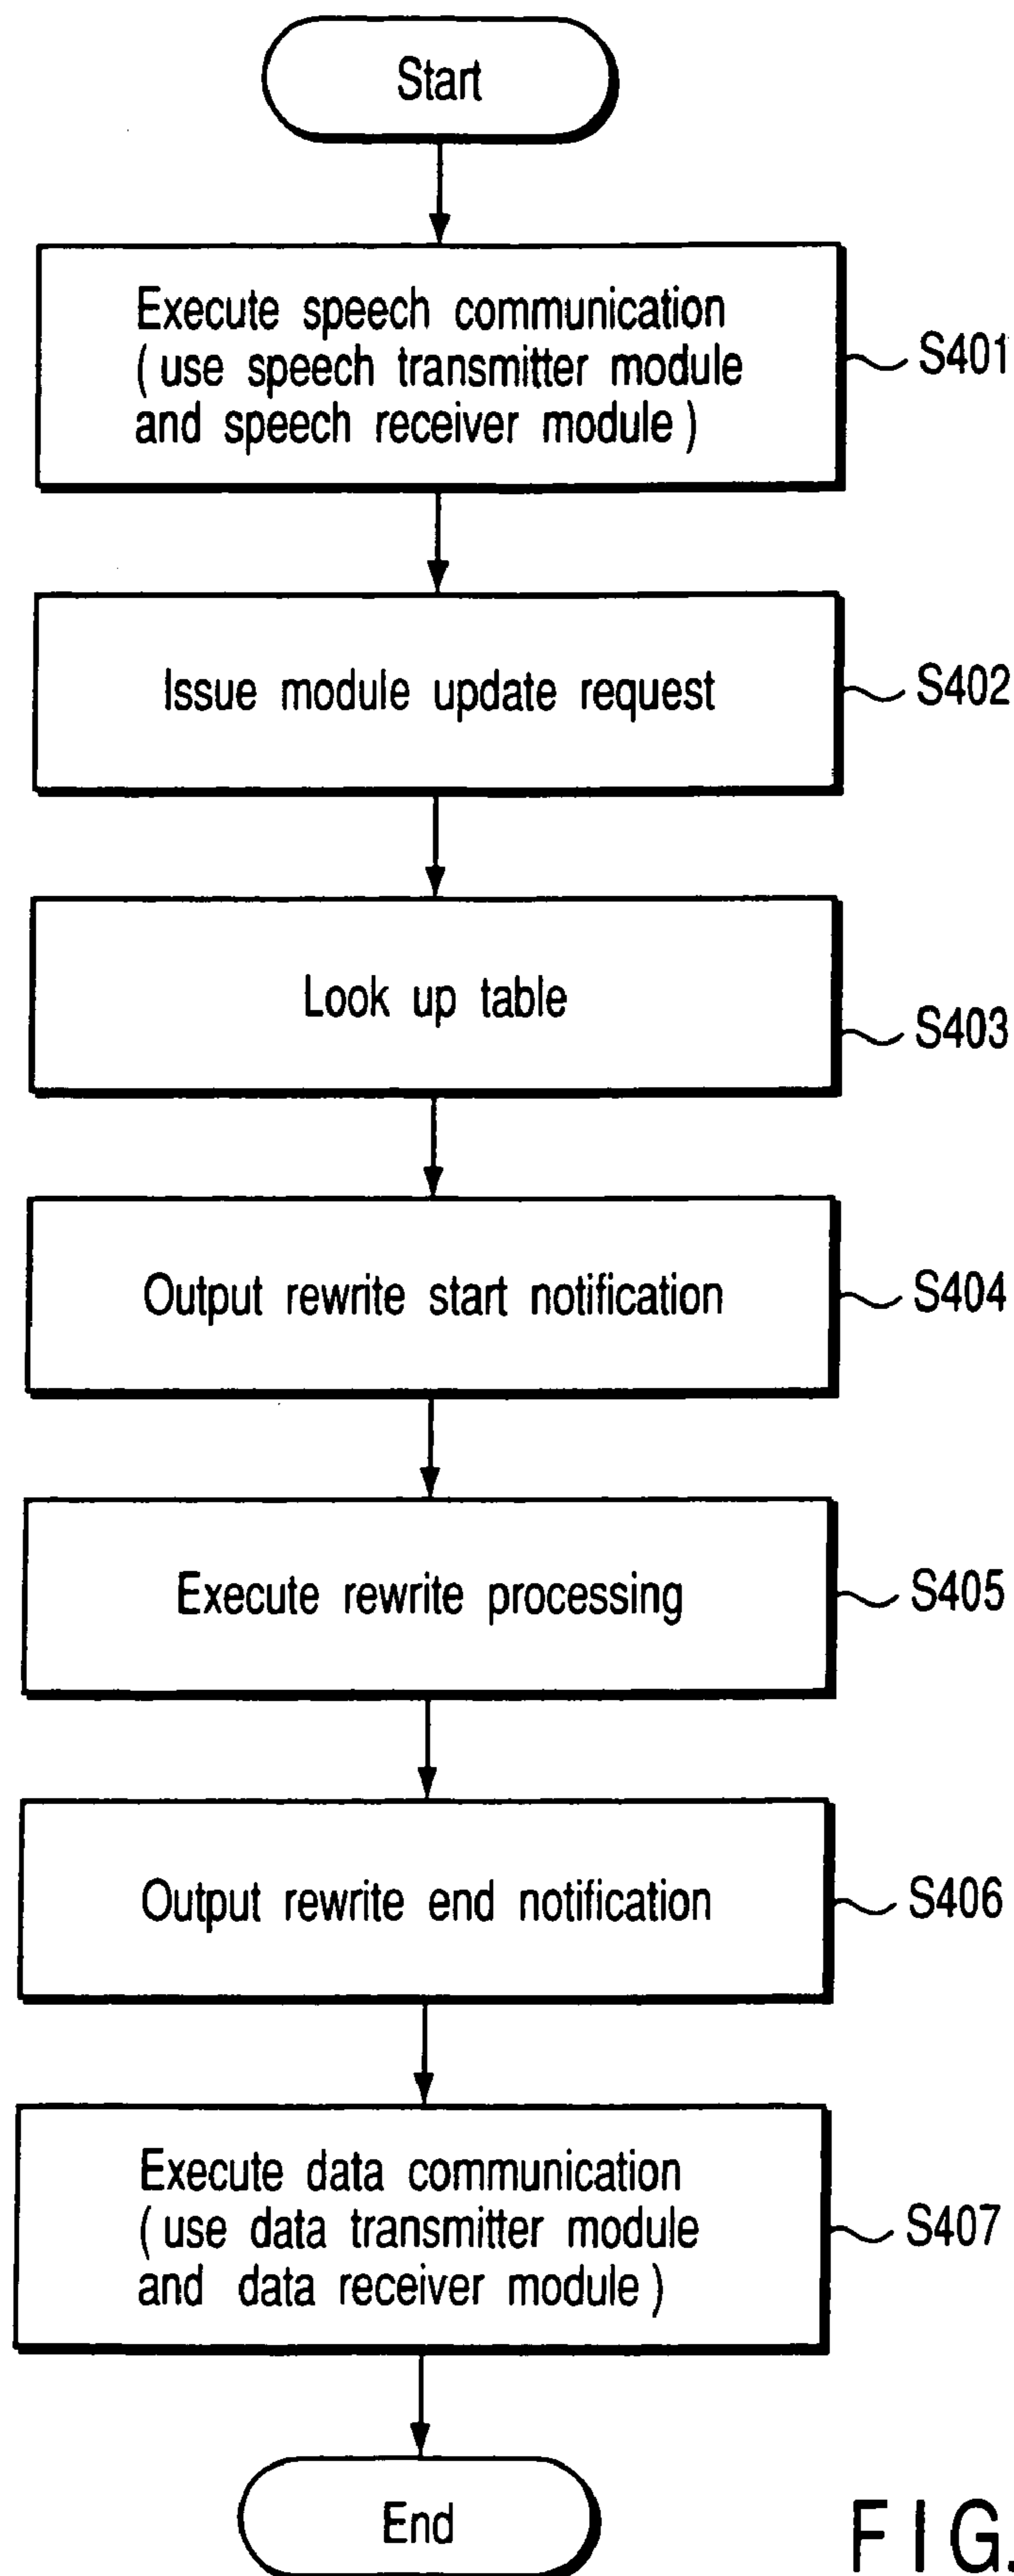 Start
Execute speech communication
(use speech transmitter module
and speech receiver module)
S401
Issue module update request
S402
Look up table
S403
Output rewrite start notification
S404
Execute rewrite processing
S405
Output rewrite end notification
S406
Execute data communication
(use data transmitter module
and data receiver module)
S407
End
FIG.